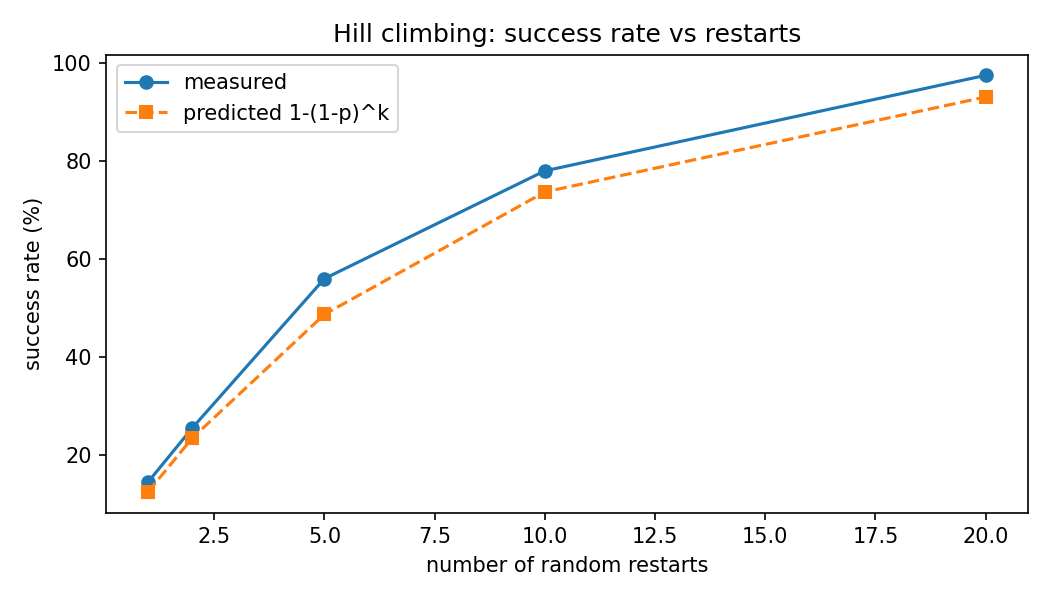 Hill climbing: success rate vs restarts
measured
predicted 1-(1-p)^k
success rate (%)
100
80
60
40
20
2.5 5.0 7.5 10.0 12.5 15.0 17.5 20.0
number of random restarts